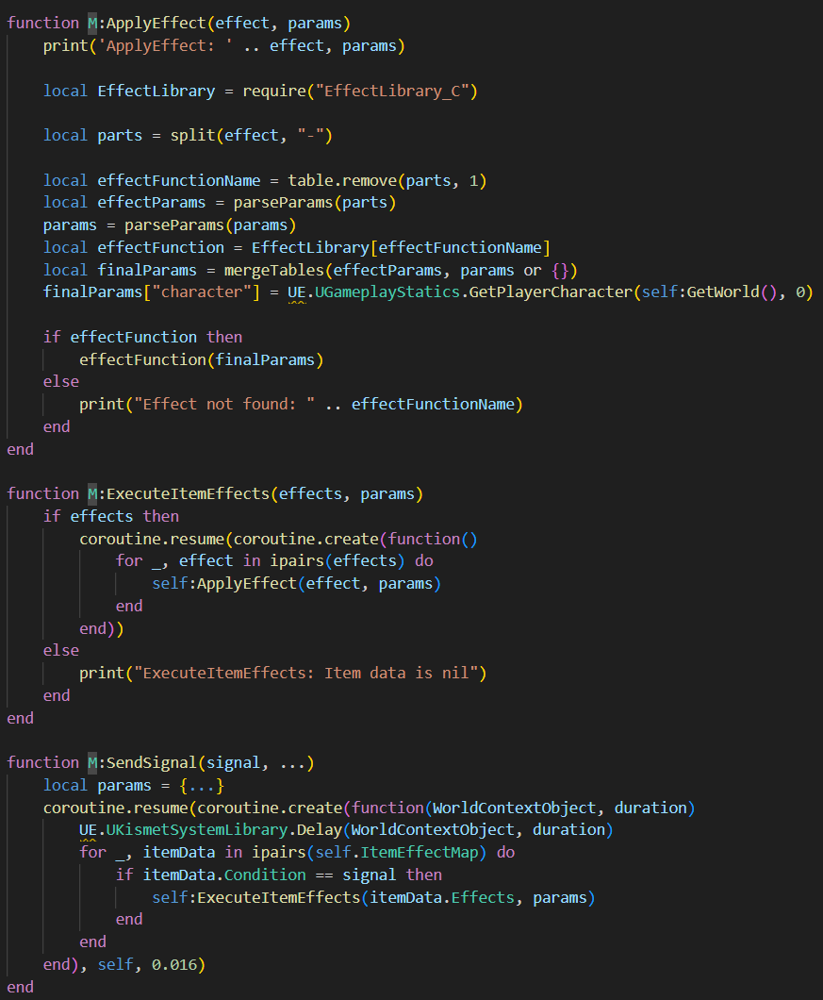 function M:ApplyEffect(effect, params)
    print('ApplyEffect: ' .. effect, params)
    local EffectLibrary = require("EffectLibrary_C")
    local parts = split(effect, "-")
    local effectFunctionName = table.remove(parts, 1)
    local effectParams = parseParams(parts)
    params = parseParams(params)
    local effectFunction = EffectLibrary[effectFunctionName]
    local finalParams = mergeTables(effectParams, params or {})
    finalParams["character"] = UE.UGameplayStatics.GetPlayerCharacter(self:GetWorld(), 0)
    if effectFunction then
        effectFunction(finalParams)
    else
        print("Effect not found: " .. effectFunctionName)
    end
end
function M:ExecuteItemEffects(effects, params)
    if effects then
        coroutine.resume(coroutine.create(function()
            for _, effect in ipairs(effects) do
                self:ApplyEffect(effect, params)
            end
        end))
    else
        print("ExecuteItemEffects: Item data is nil")
    end
end
function M:SendSignal(signal, ...)
    local params = {...}
    coroutine.resume(coroutine.create(function(WorldContextObject, duration)
        UE.UKismetSystemLibrary.Delay(WorldContextObject, duration)
        for _, itemData in ipairs(self.ItemEffectMap) do
            if itemData.Condition == signal then
                self:ExecuteItemEffects(itemData.Effects, params)
            end
        end
    end), self, 0.016)
end